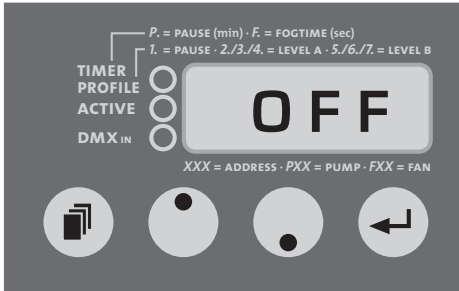 P. = PAUSE (min) · F. = FOGTIME (sec)
1. = PAUSE · 2./3./4. = LEVEL A · 5./6./7. = LEVEL B
TIMER
PROFILE
ACTIVE
DMX IN
OFF
XXX = ADDRESS · PXX = PUMP · FXX = FAN